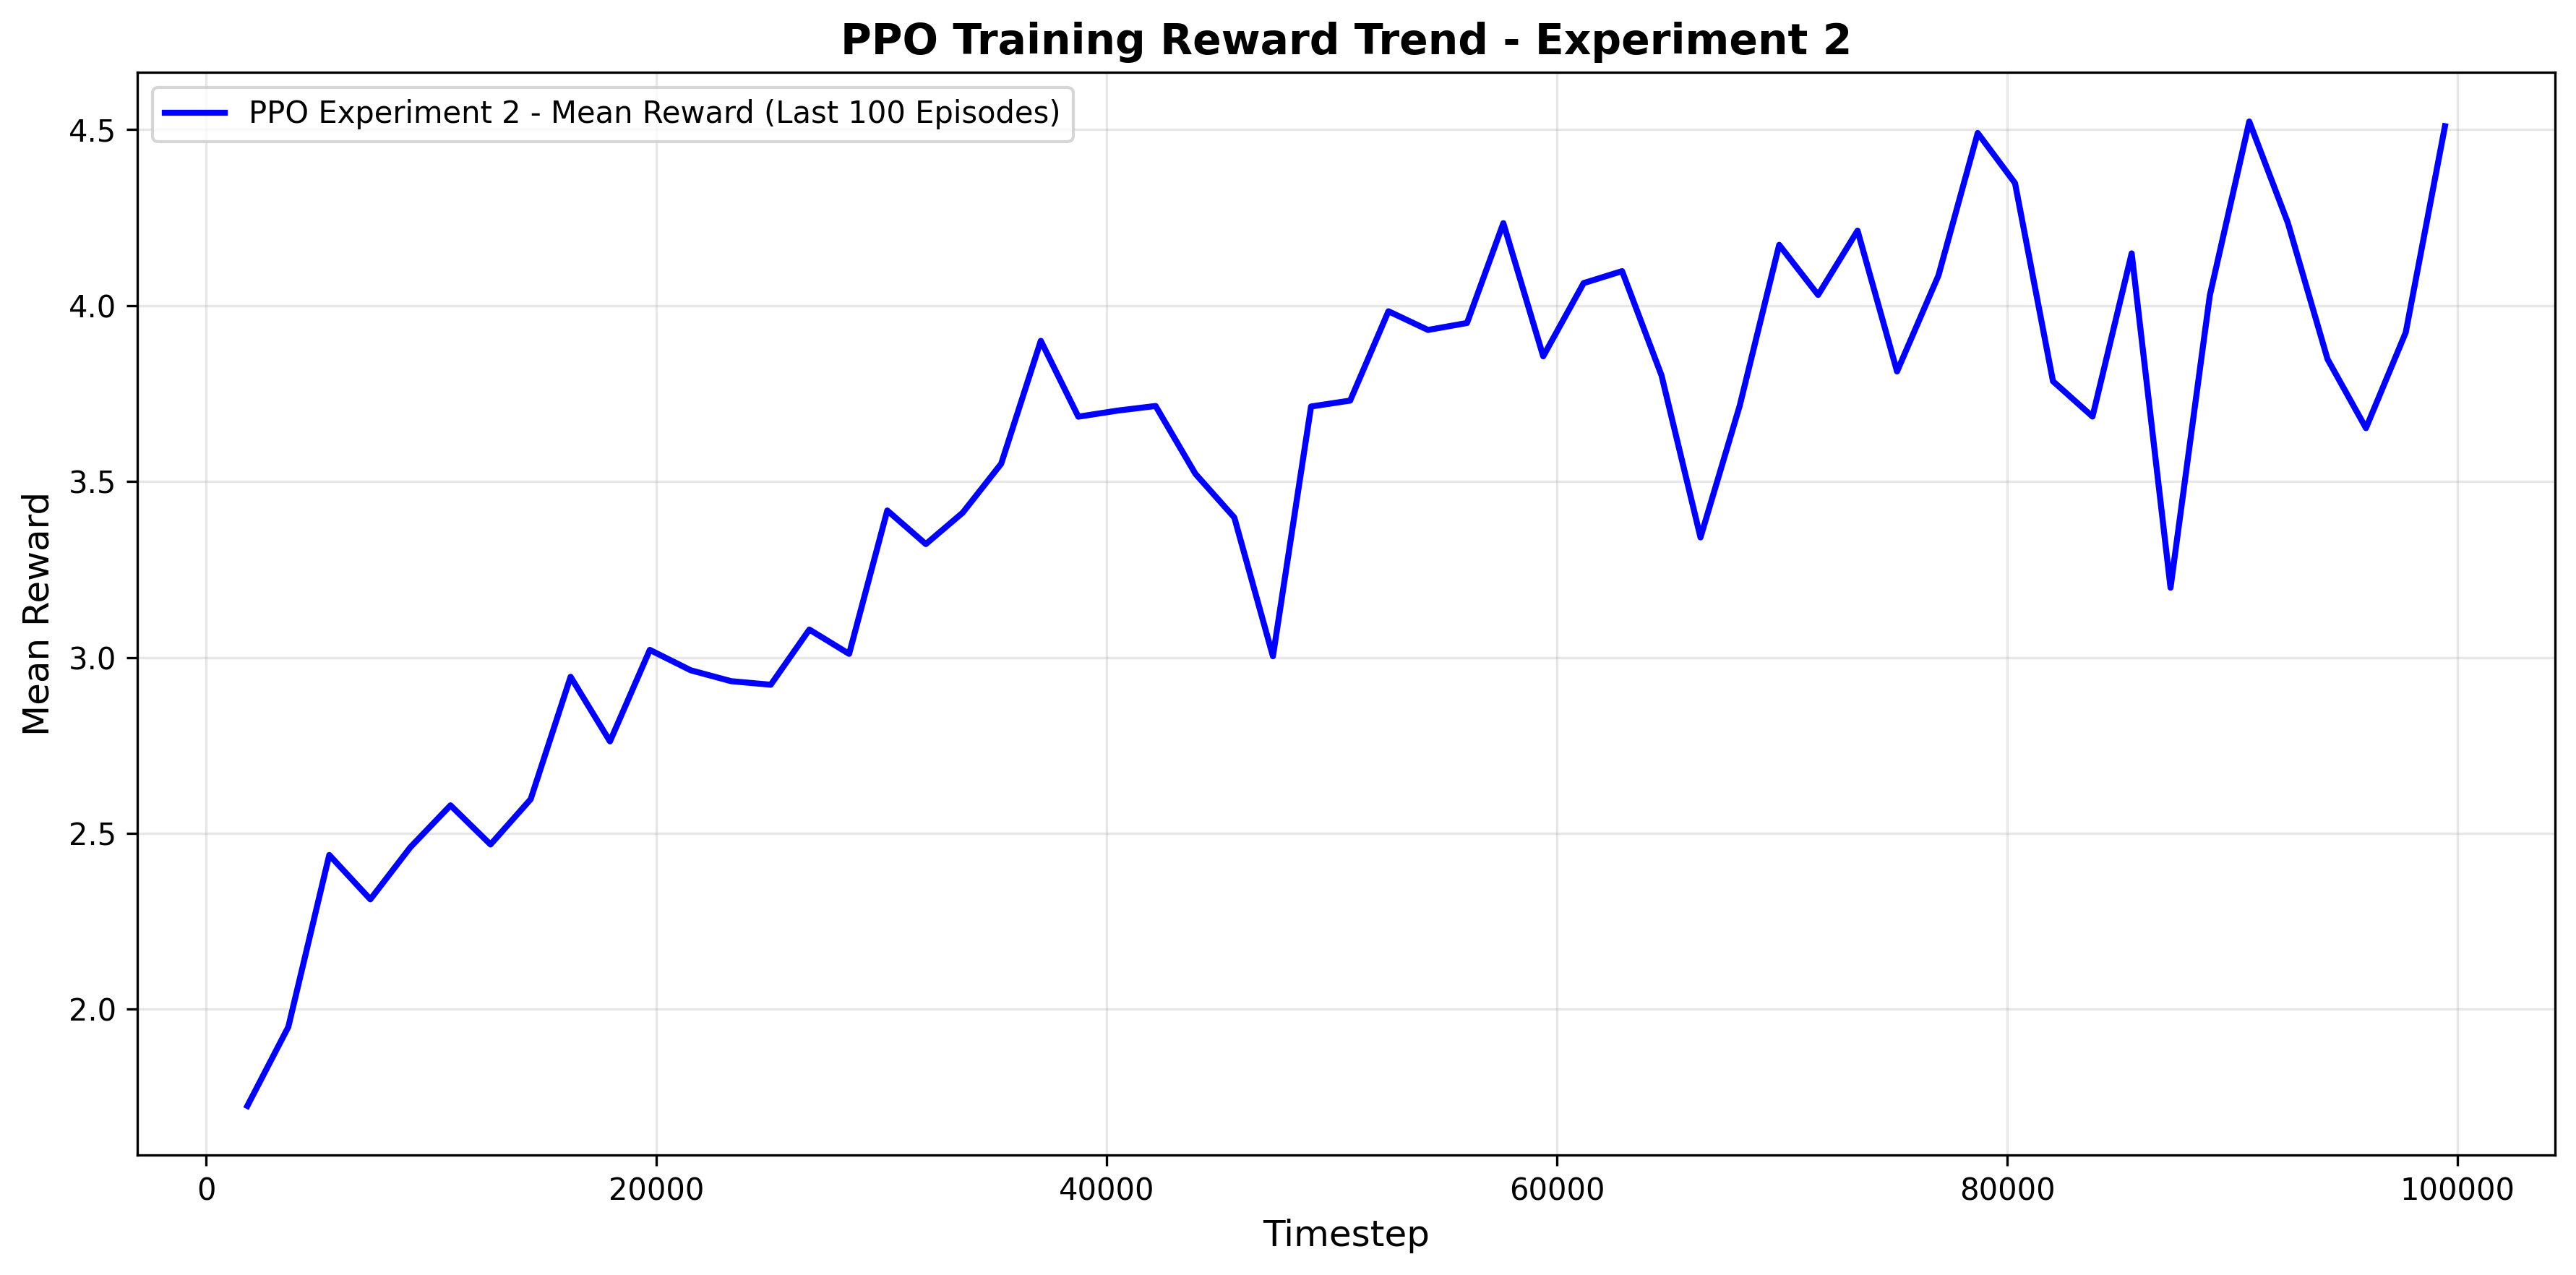 PPO Training Reward Trend - Experiment 2
PPO Experiment 2 - Mean Reward (Last 100 Episodes)
Mean Reward
4.5
4.0
3.5
3.0
2.5
2.0
0 20000 40000 60000 80000 100000
Timestep